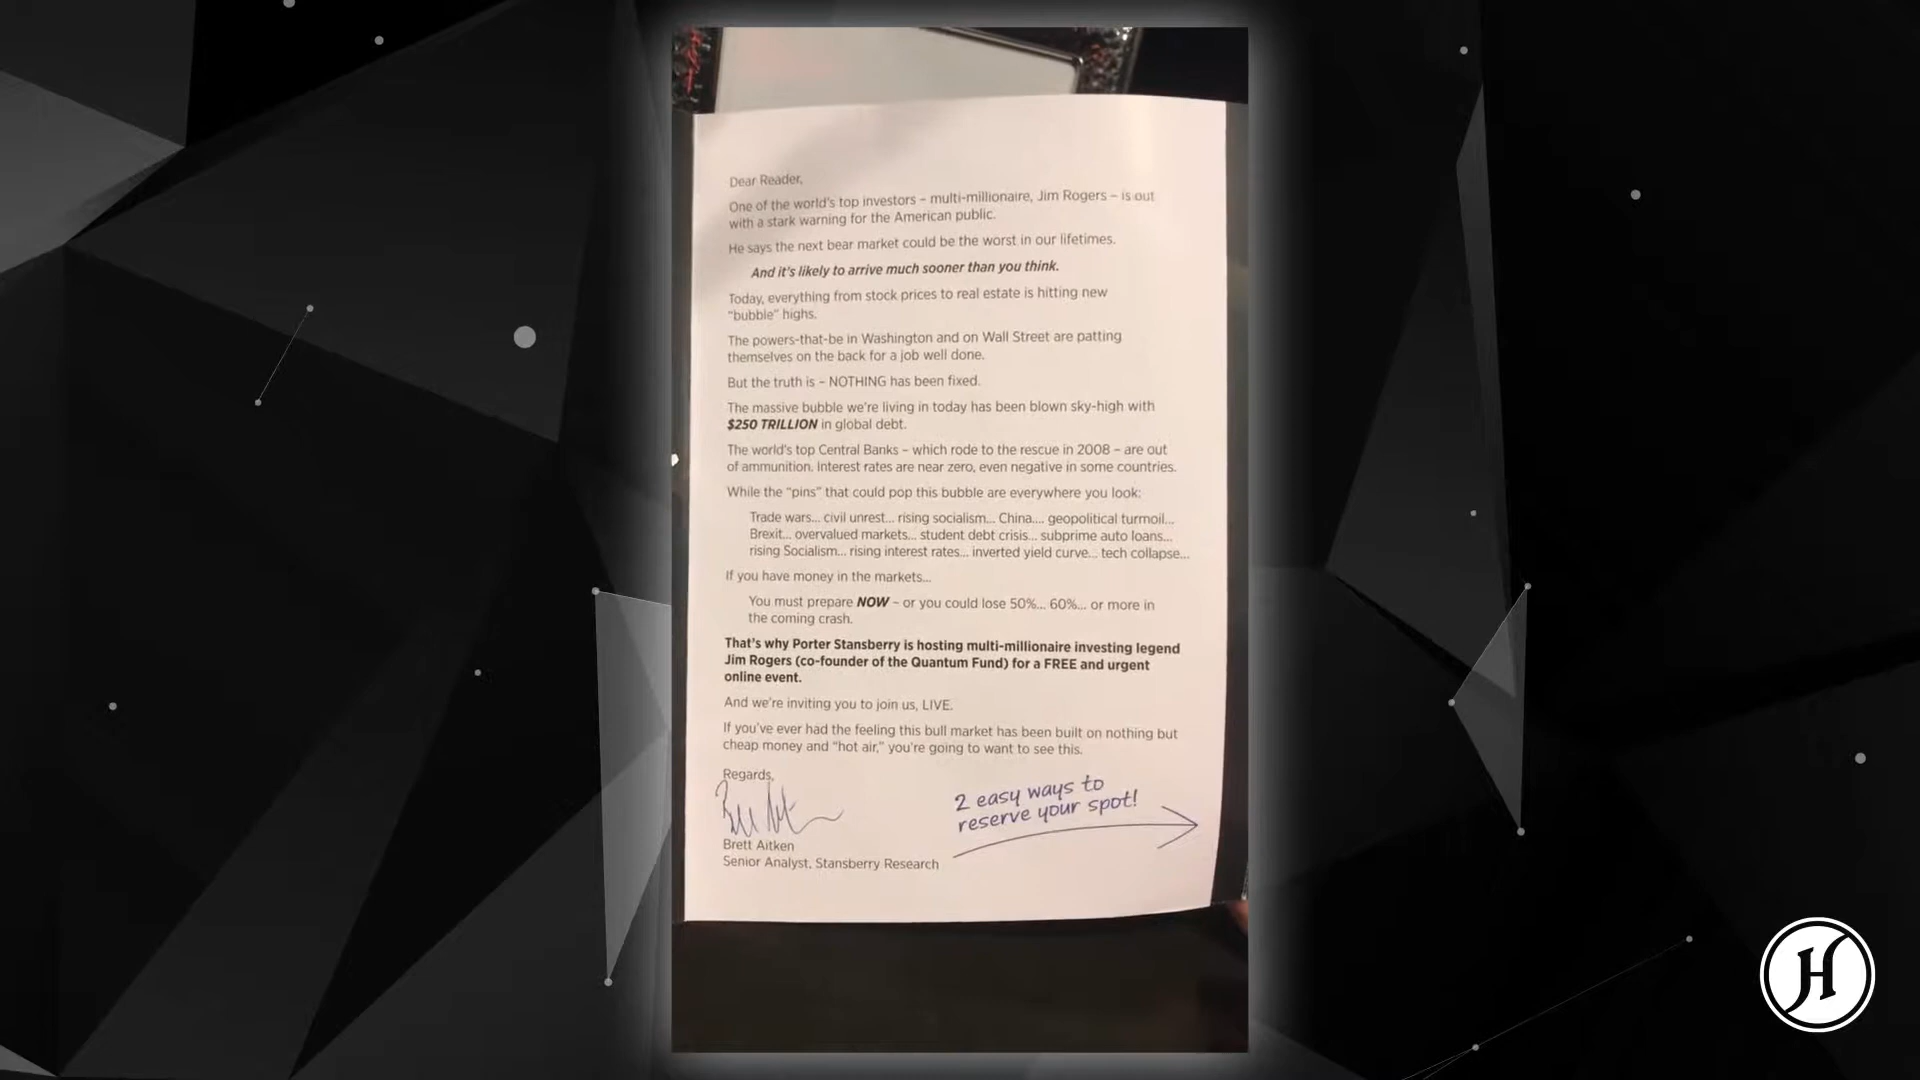 Dear Reader,
One of the world's top investors – multi-millionaire, Jim Rogers – is out
with a stark warning for the American public.
He says the next bear market could be the worst in our lifetimes.
And it's likely to arrive much sooner than you think.
Today, everything from stock prices to real estate is hitting new
"bubble" highs.
The powers-that-be in Washington and on Wall Street are patting
themselves on the back for a job well done.
But the truth is – NOTHING has been fixed.
The massive bubble we're living in today has been blown sky-high with
$250 TRILLION in global debt.
The world's top Central Banks – which rode to the rescue in 2008 – are out
of ammunition. Interest rates are near zero, even negative in some countries.
While the "pins" that could pop this bubble are everywhere you look:
Trade wars... civil unrest... rising socialism... China.... geopolitical turmoil...
Brexit... overvalued markets... student debt crisis... subprime auto loans...
rising Socialism... rising interest rates... inverted yield curve... tech collapse...
If you have money in the markets...
You must prepare NOW – or you could lose 50%... 60%... or more in
the coming crash.
That's why Porter Stansberry is hosting multi-millionaire investing legend
Jim Rogers (co-founder of the Quantum Fund) for a FREE and urgent
online event.
And we're inviting you to join us, LIVE.
If you've ever had the feeling this bull market has been built on nothing but
cheap money and "hot air," you're going to want to see this.
Regards,
2 easy ways to
reserve your spot!
Brett Aitken
Senior Analyst, Stansberry Research
H